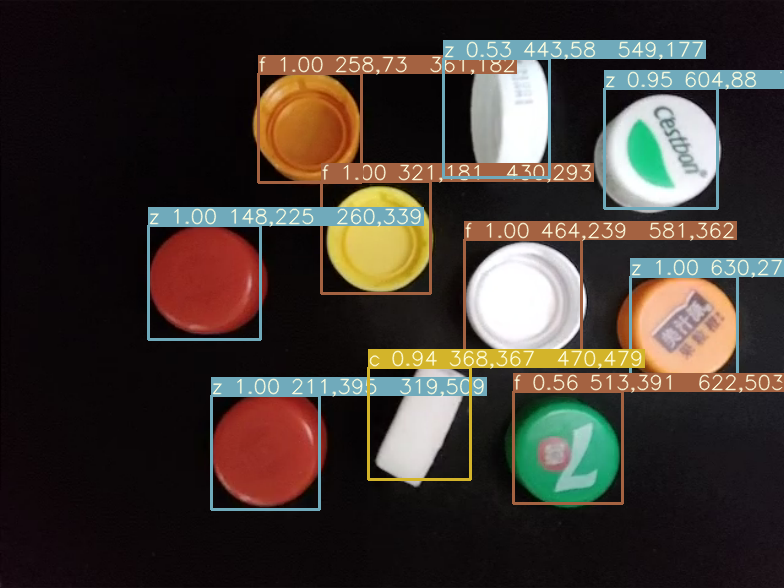 z 0.53 443,58 549,177
f 1.00 258,73 361,182
z 0.95 604,88
C'estbon®
f 1.00 321,181 430,293
z 1.00 148,225 260,339
f 1.00 464,239 581,362
z 1.00 630,27
c 0.94 368,367 470,479
z 1.00 211,395 319,509
f 0.56 513,391 622,503
7